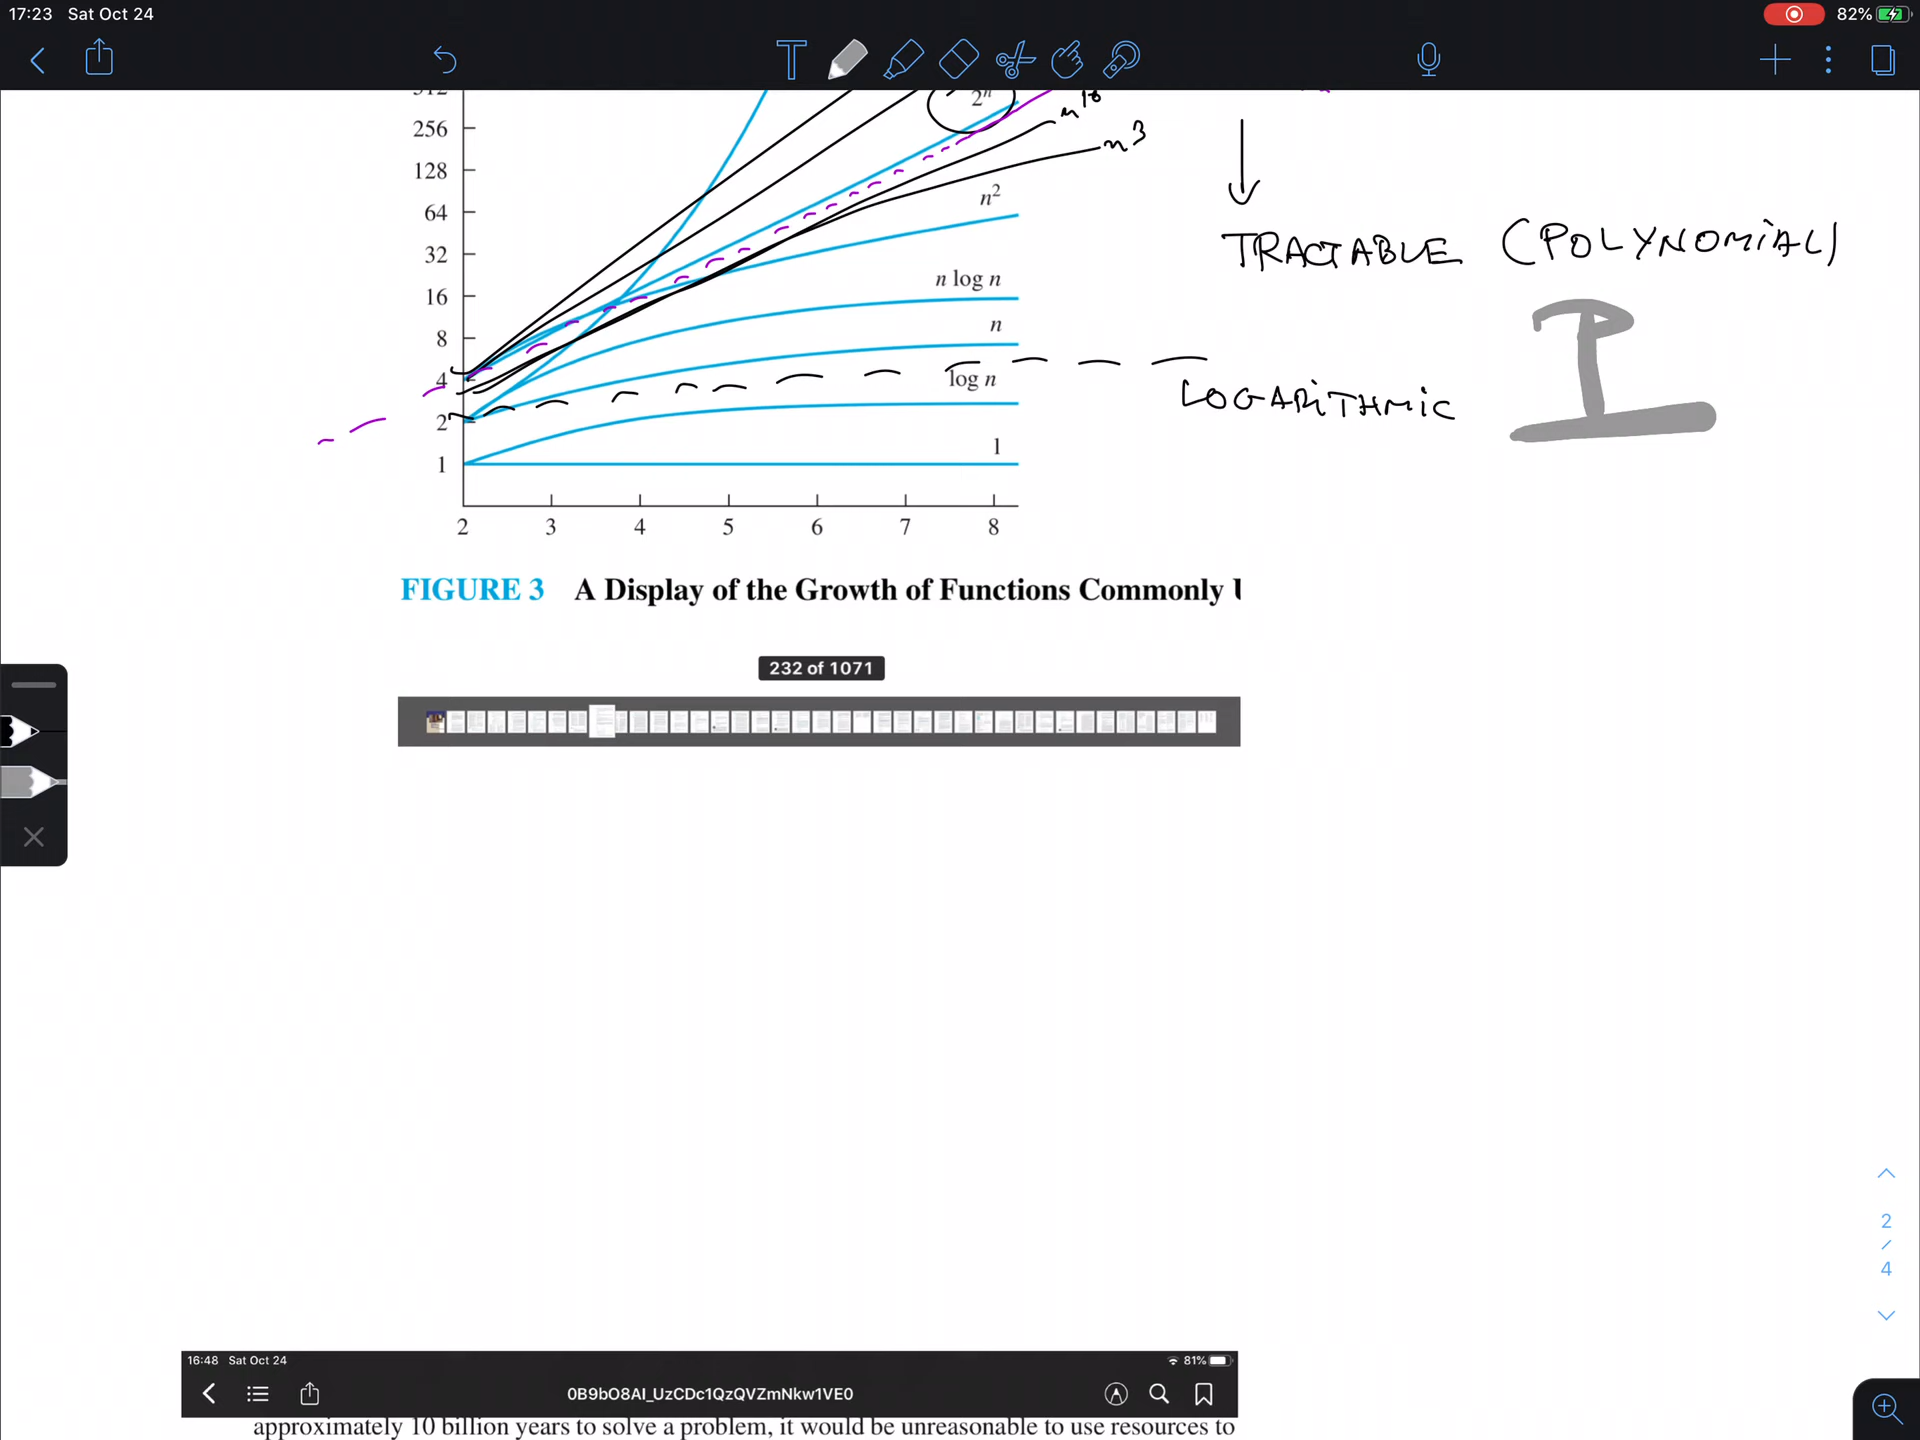 17:23 Sat Oct 24
82%
512
256
128
64
32
16
8
4
2
1
2ⁿ
n³
n²
n log n
n
log n
1
2 3 4 5 6 7 8
TRACTABLE (POLYNOMIAL)
P
LOGARITHMIC
FIGURE 3 A Display of the Growth of Functions Commonly
232 of 1071
2
/
4
16:48 Sat Oct 24
81%
0B9bO8AI_UzCDc1QzQVZmNkw1VE0
approximately 10 billion years to solve a problem, it would be unreasonable to use resources to